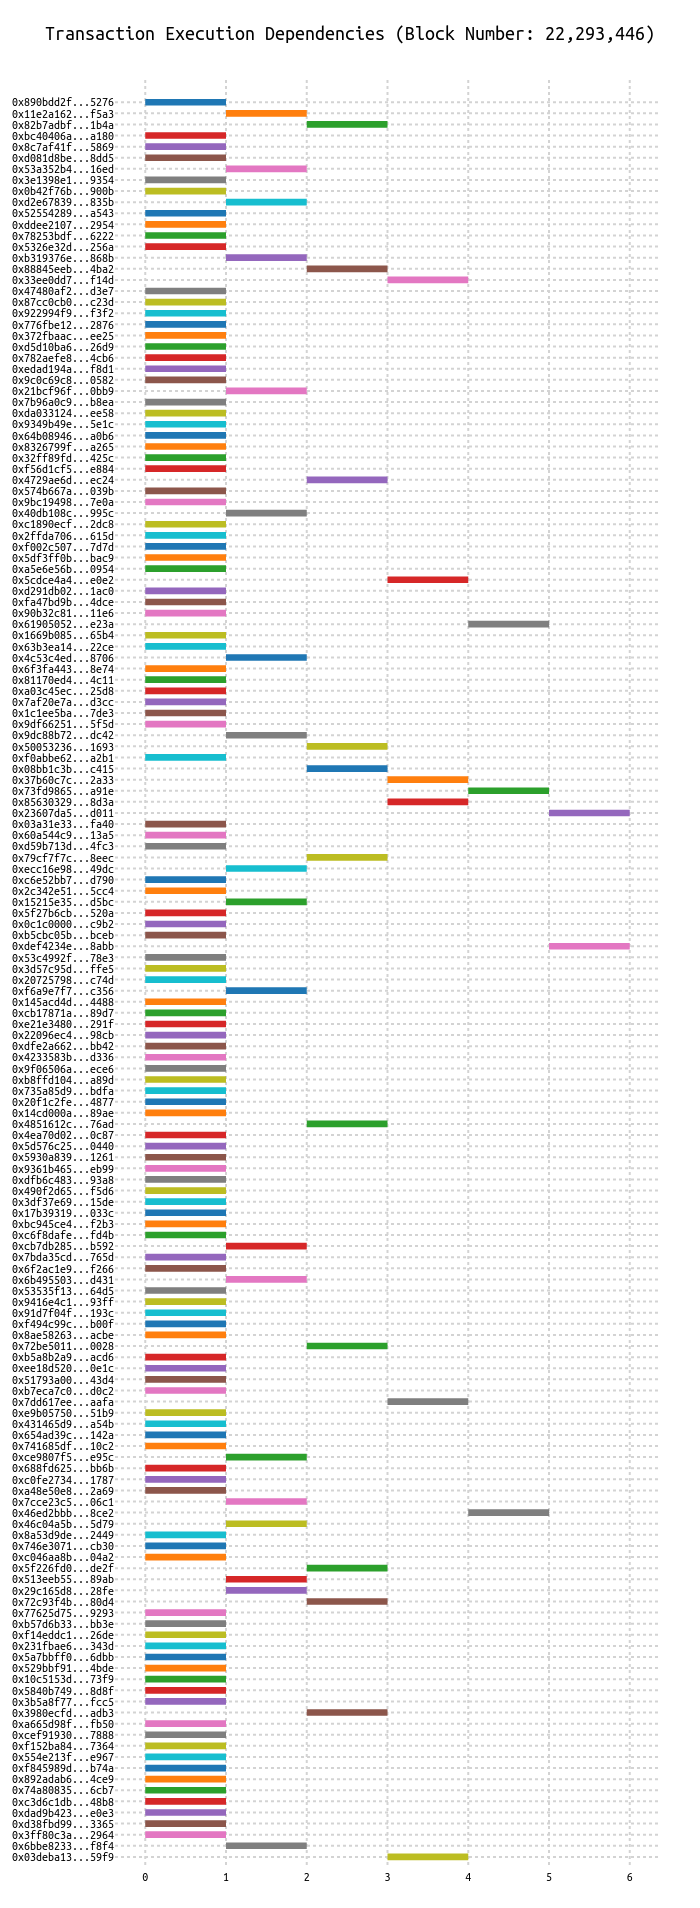 Transaction Execution Dependencies (Block Number: 22,293,446)
0x890bdd2f...5276
0x11e2a162...f5a3
0x82b7adbf...1b4a
0xbc40406a...a180
0x8c7af41f...5869
0xd081d8be...8dd5
0x53a352b4...16ed
0x3e1398e1...9354
0x0b42f76b...900b
0xd2e67839...835b
0x52554289...a543
0xddee2107...2954
0x78253bdf...6222
0x5326e32d...256a
0xb319376e...868b
0x88845eeb...4ba2
0x33ee0dd7...f14d
0x47480af2...d3e7
0x87cc0cb0...c23d
0x922994f9...f3f2
0x776fbe12...2876
0x372fbaac...ee25
0xd5d10ba6...26d9
0x782aefe8...4cb6
0xedad194a...f8d1
0x9c0c69c8...0582
0x21bcf96f...0bb9
0x7b96a0c9...b8ea
0xda033124...ee58
0x9349b49e...5e1c
0x64b08946...a0b6
0x8326799f...a265
0x32ff89fd...425c
0xf56d1cf5...e884
0x4729ae6d...ec24
0x574b667a...039b
0x9bc19498...7e0a
0x40db108c...995c
0xc1890ecf...2dc8
0x2ffda706...615d
0xf002c507...7d7d
0x5df3ff0b...bac9
0xa5e6e56b...0954
0x5cdce4a4...e0e2
0xd291db02...1ac0
0xfa47bd9b...4dce
0x90b32c81...11e6
0x61905052...e23a
0x1669b085...65b4
0x63b3ea14...22ce
0x4c53c4ed...8706
0x6f3fa443...8e74
0x81170ed4...4c11
0xa03c45ec...25d8
0x7af20e7a...d3cc
0x1c1ee5ba...7de3
0x9df66251...5f5d
0x9dc88b72...dc42
0x50053236...1693
0xf0abbe62...a2b1
0x08bb1c3b...c415
0x37b60c7c...2a33
0x73fd9865...a91e
0x85630329...8d3a
0x23607da5...d011
0x03a31e33...fa40
0x60a544c9...13a5
0xd59b713d...4fc3
0x79cf7f7c...8eec
0xecc16e98...49dc
0xc6e52bb7...d790
0x2c342e51...5cc4
0x15215e35...d5bc
0x5f27b6cb...520a
0x0c1c0000...c9b2
0xb5cbc05b...bceb
0xdef4234e...8abb
0x53c4992f...78e3
0x3d57c95d...ffe5
0x20725798...c74d
0xf6a9e7f7...c356
0x145acd4d...4488
0xcb17871a...89d7
0xe21e3480...291f
0x22096ec4...98cb
0xdfe2a662...bb42
0x4233583b...d336
0x9f06506a...ece6
0xb8ffd104...a89d
0x735a85d9...bdfa
0x20f1c2fe...4877
0x14cd000a...89ae
0x4851612c...76ad
0x4ea70d02...0c87
0x5d576c25...0440
0x5930a839...1261
0x9361b465...eb99
0xdfb6c483...93a8
0x490f2d65...f5d6
0x3df37e69...15de
0x17b39319...033c
0xbc945ce4...f2b3
0xc6f8dafe...fd4b
0xcb7db285...b592
0x7bda35cd...765d
0x6f2ac1e9...f266
0x6b495503...d431
0x53535f13...64d5
0x9416e4c1...93ff
0x91d7f04f...193c
0xf494c99c...b00f
0x8ae58263...acbe
0x72be5011...0028
0xb5a8b2a9...acd6
0xee18d520...0e1c
0x51793a00...43d4
0xb7eca7c0...d0c2
0x7dd617ee...aafa
0xe9b05750...51b9
0x431465d9...a54b
0x654ad39c...142a
0x741685df...10c2
0xce9807f5...e95c
0x688fd625...bb6b
0xc0fe2734...1787
0xa48e50e8...2a69
0x7cce23c5...06c1
0x46ed2bbb...8ce2
0x46c04a5b...5d79
0x8a53d9de...2449
0x746e3071...cb30
0xc046aa8b...04a2
0x5f226fd0...de2f
0x513eeb55...89ab
0x29c165d8...28fe
0x72c93f4b...80d4
0x77625d75...9293
0xb57d6b33...bb3e
0xf14eddc1...26de
0x231fbae6...343d
0x5a7bbff0...6dbb
0x529bbf91...4bde
0x10c5153d...73f9
0x5840b749...8d8f
0x3b5a8f77...fcc5
0x3980ecfd...adb3
0xa665d98f...fb50
0xcef91930...7888
0xf152ba84...7364
0x554e213f...e967
0xf845989d...b74a
0x892adab6...4ce9
0x74a80835...6cb7
0xc3d6c1db...48b8
0xdad9b423...e0e3
0xd38fbd99...3365
0x3ff80c3a...2964
0x6bbe8233...f8f4
0x03deba13...59f9
0 1 2 3 4 5 6